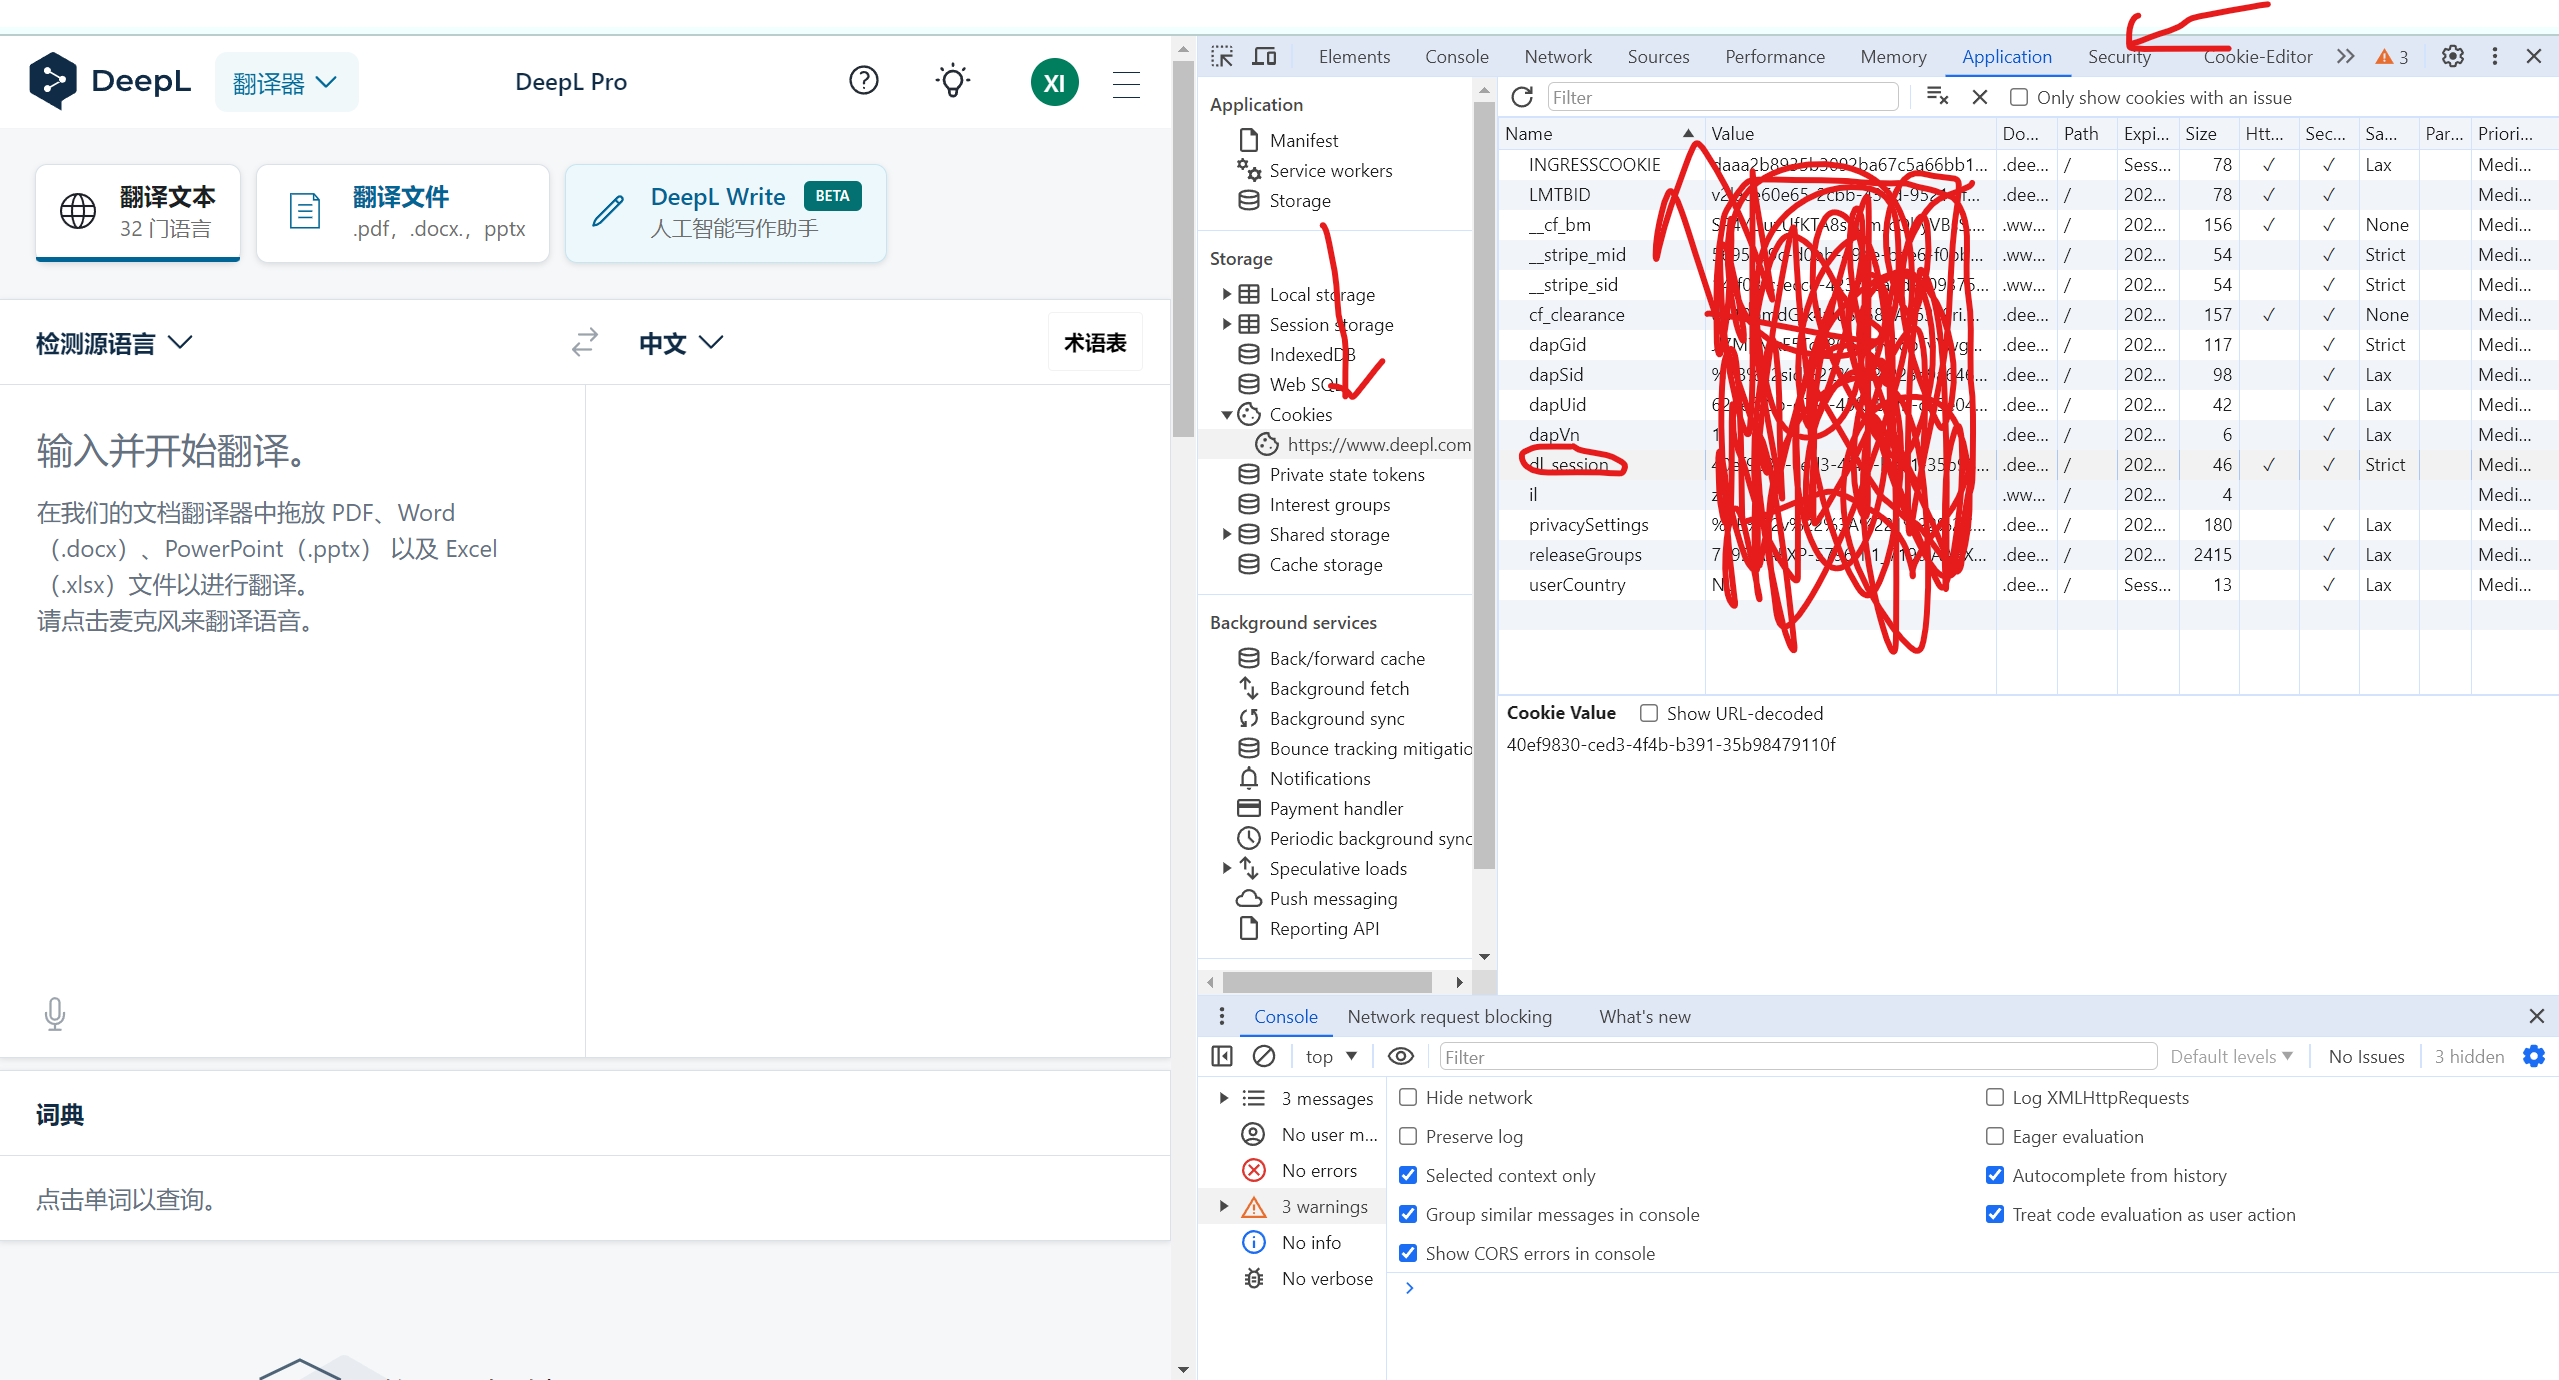 DeepL
翻译器
DeepL Pro
XI
翻译文本
32 门语言
翻译文件
.pdf，.docx.，pptx
DeepL Write BETA
人工智能写作助手
检测源语言
中文
术语表
输入并开始翻译。
在我们的文档翻译器中拖放 PDF、Word
（.docx）、PowerPoint（.pptx） 以及 Excel
（.xlsx）文件以进行翻译。
请点击麦克风来翻译语音。
词典
点击单词以查询。
Elements Console Network Sources Performance Memory Application Security Cookie-Editor 3
Application
Manifest
Service workers
Storage
Storage
Local storage
Session storage
IndexedDB
Web SQL
Cookies
https://www.deepl.com
Private state tokens
Interest groups
Shared storage
Cache storage
Background services
Back/forward cache
Background fetch
Background sync
Bounce tracking mitigatio
Notifications
Payment handler
Periodic background sync
Speculative loads
Push messaging
Reporting API
Filter Only show cookies with an issue
Name Value Do... Path Expi... Size Htt... Sec... Sa... Par... Priori...
INGRESSCOOKIE .dee... / Sess... 78 ✓ ✓ Lax Medi...
LMTBID .dee... / 202... 78 ✓ ✓ Medi...
__cf_bm .ww... / 202... 156 ✓ ✓ None Medi...
__stripe_mid .ww... / 202... 54 ✓ Strict Medi...
__stripe_sid .ww... / 202... 54 ✓ Strict Medi...
cf_clearance .dee... / 202... 157 ✓ ✓ None Medi...
dapGid .dee... / 202... 117 ✓ Strict Medi...
dapSid .dee... / 202... 98 ✓ Lax Medi...
dapUid .dee... / 202... 42 ✓ Lax Medi...
dapVn 1 .dee... / 202... 6 ✓ Lax Medi...
dl_session .dee... / 202... 46 ✓ ✓ Strict Medi...
il .ww... / 202... 4 Medi...
privacySettings .dee... / 202... 180 ✓ Lax Medi...
releaseGroups .dee... / 202... 2415 ✓ Lax Medi...
userCountry .dee... / Sess... 13 ✓ Lax Medi...
Cookie Value Show URL-decoded
40ef9830-ced3-4f4b-b391-35b98479110f
Console Network request blocking What's new
top Filter Default levels No Issues 3 hidden
3 messages
No user m...
No errors
3 warnings
No info
No verbose
Hide network
Preserve log
Selected context only
Group similar messages in console
Show CORS errors in console
Log XMLHttpRequests
Eager evaluation
Autocomplete from history
Treat code evaluation as user action